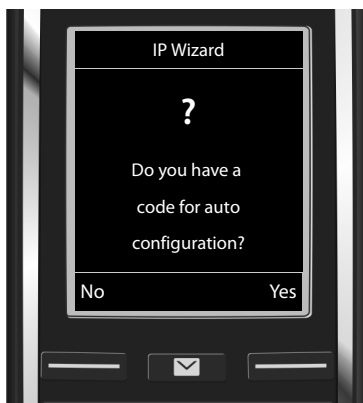 IP Wizard
?
Do you have a
code for auto
configuration?
No Yes